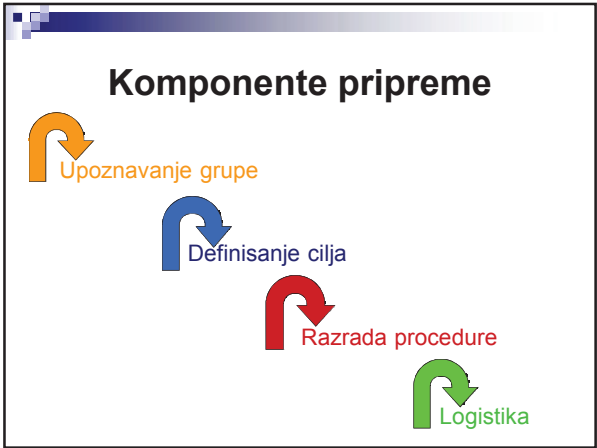 Komponente pripreme
Upoznavanje grupe
Definisanje cilja
Razrada procedure
Logistika